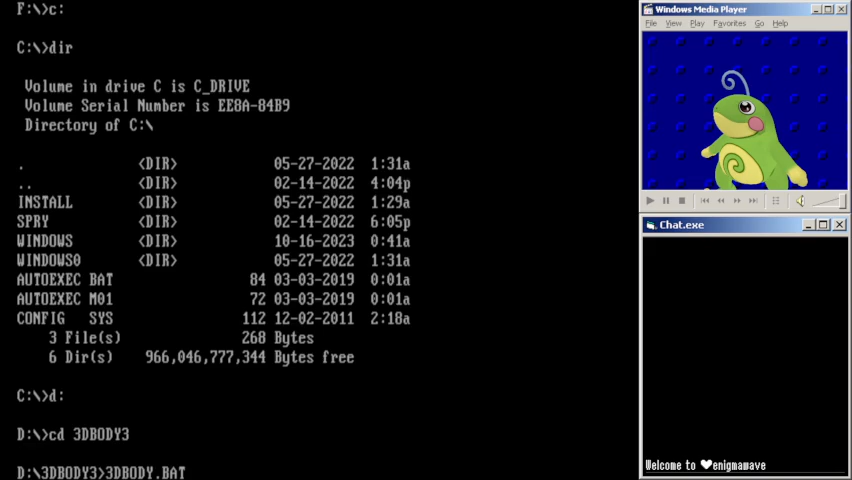 F:\>c:
C:\>dir
Volume in drive C is C_DRIVE
Volume Serial Number is EE8A-84B9
Directory of C:\
. <DIR> 05-27-2022 1:31a
.. <DIR> 02-14-2022 4:04p
INSTALL <DIR> 05-27-2022 1:29a
SPRY <DIR> 02-14-2022 6:05p
WINDOWS <DIR> 10-16-2023 0:41a
WINDOWS0 <DIR> 05-27-2022 1:31a
AUTOEXEC BAT 84 03-03-2019 0:01a
AUTOEXEC M01 72 03-03-2019 0:01a
CONFIG SYS 112 12-02-2011 2:18a
3 File(s) 268 Bytes
6 Dir(s) 966,046,777,344 Bytes free
C:\>d:
D:\>cd 3DBODY3
D:\3DBODY3>3DBODY.BAT
Windows Media Player
File View Play Favorites Go Help
Chat.exe
Welcome to ♥enigmawave